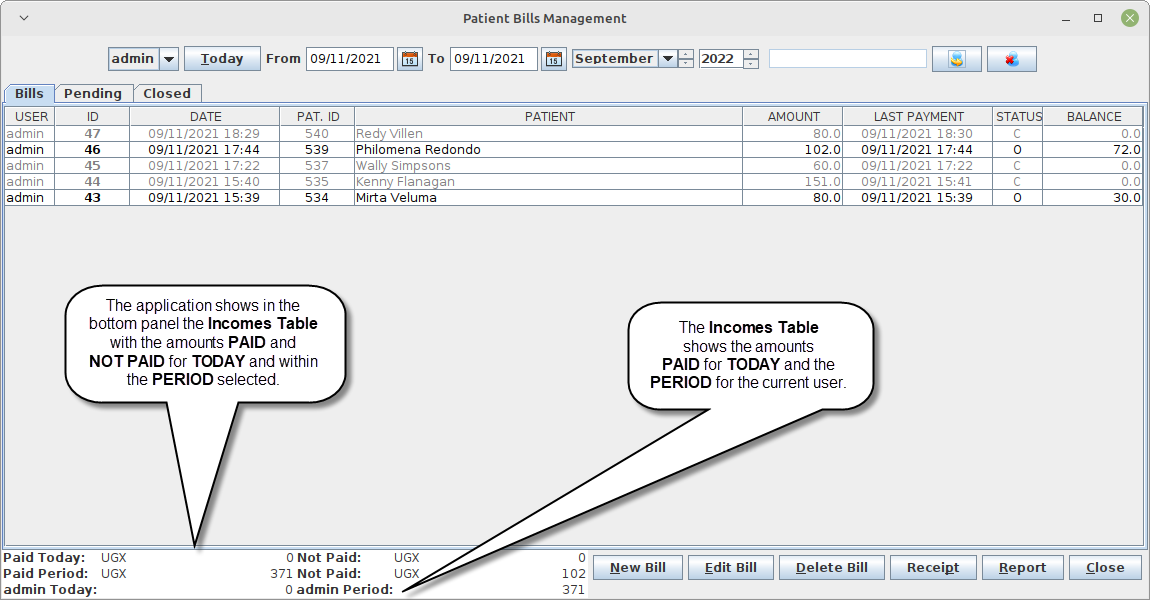 Patient Bills Management
admin Today From 09/11/2021 15 To 09/11/2021 15 September 2022
Bills Pending Closed
USER ID DATE PAT. ID PATIENT AMOUNT LAST PAYMENT STATUS BALANCE
admin 47 09/11/2021 18:29 540 Redy Villen 80.0 09/11/2021 18:30 C 0.0
admin 46 09/11/2021 17:44 539 Philomena Redondo 102.0 09/11/2021 17:44 O 72.0
admin 45 09/11/2021 17:22 537 Wally Simpsons 60.0 09/11/2021 17:22 C 0.0
admin 44 09/11/2021 15:40 535 Kenny Flanagan 151.0 09/11/2021 15:41 C 0.0
admin 43 09/11/2021 15:39 534 Mirta Veluma 80.0 09/11/2021 15:39 O 30.0
The application shows in the
bottom panel the Incomes Table
with the amounts PAID and
NOT PAID for TODAY and within
the PERIOD selected.
The Incomes Table
shows the amounts
PAID for TODAY and the
PERIOD for the current user.
Paid Today: UGX 0 Not Paid: UGX 0
Paid Period: UGX 371 Not Paid: UGX 102
admin Today: 0 admin Period: 371
New Bill Edit Bill Delete Bill Receipt Report Close